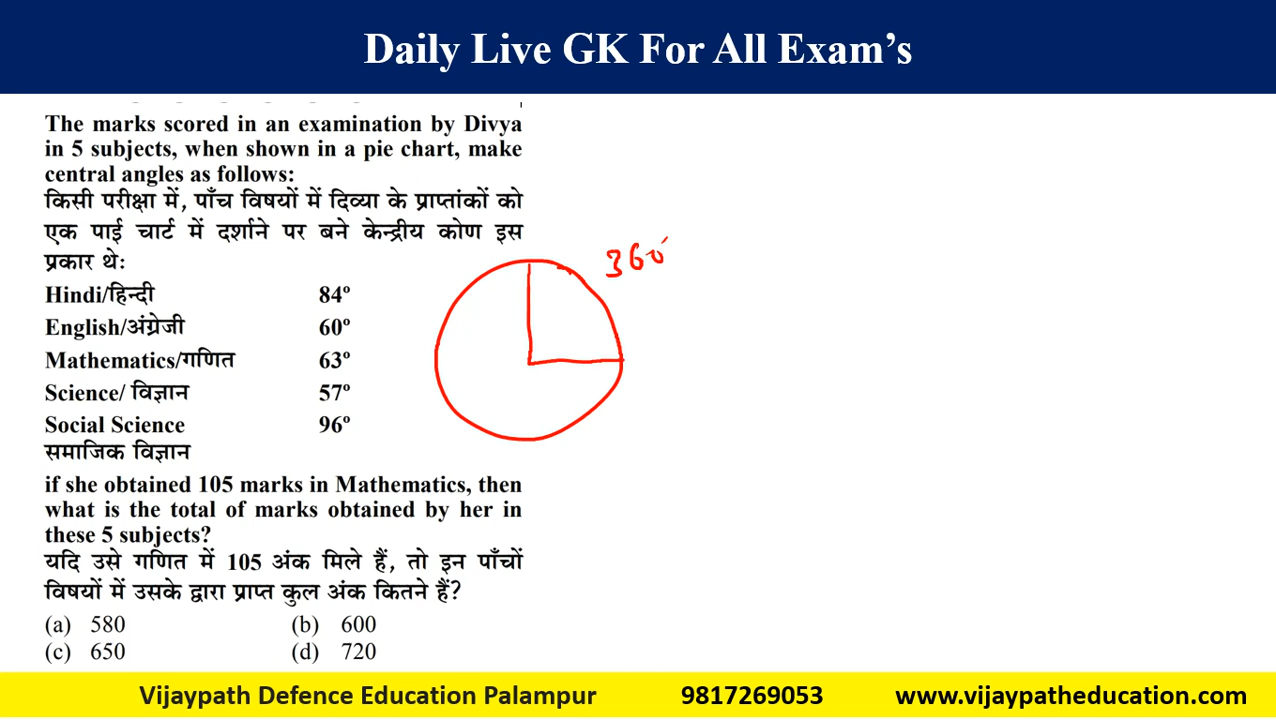 Daily Live GK For All Exam's
The marks scored in an examination by Divya
in 5 subjects, when shown in a pie chart, make
central angles as follows:
किसी परीक्षा में, पाँच विषयों में दिव्या के प्राप्तांकों को
एक पाई चार्ट में दर्शाने पर बने केन्द्रीय कोण इस
प्रकार थेः
360°
Hindi/हिन्दी 84º
English/अंग्रेजी 60º
Mathematics/गणित 63º
Science/ विज्ञान 57º
Social Science 96º
समाजिक विज्ञान
if she obtained 105 marks in Mathematics, then
what is the total of marks obtained by her in
these 5 subjects?
यदि उसे गणित में 105 अंक मिले हैं, तो इन पाँचों
विषयों में उसके द्वारा प्राप्त कुल अंक कितने हैं?
(a) 580 (b) 600
(c) 650 (d) 720
Vijaypath Defence Education Palampur 9817269053 www.vijaypatheducation.com